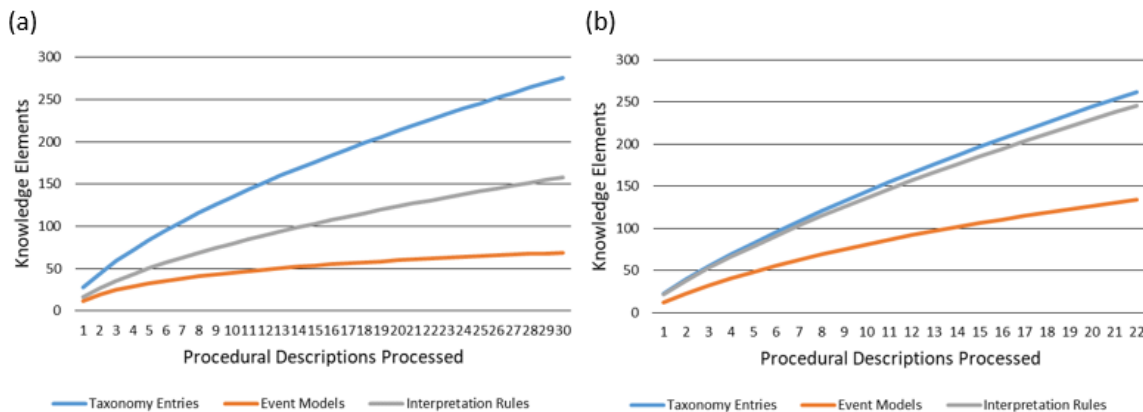 (a)
300
250
200
150
100
50
0
Knowledge Elements
1 2 3 4 5 6 7 8 9 10 11 12 13 14 15 16 17 18 19 20 21 22 23 24 25 26 27 28 29 30
Procedural Descriptions Processed
Taxonomy Entries Event Models Interpretation Rules
(b)
300
250
200
150
100
50
0
Knowledge Elements
1 2 3 4 5 6 7 8 9 10 11 12 13 14 15 16 17 18 19 20 21 22
Procedural Descriptions Processed
Taxonomy Entries Event Models Interpretation Rules